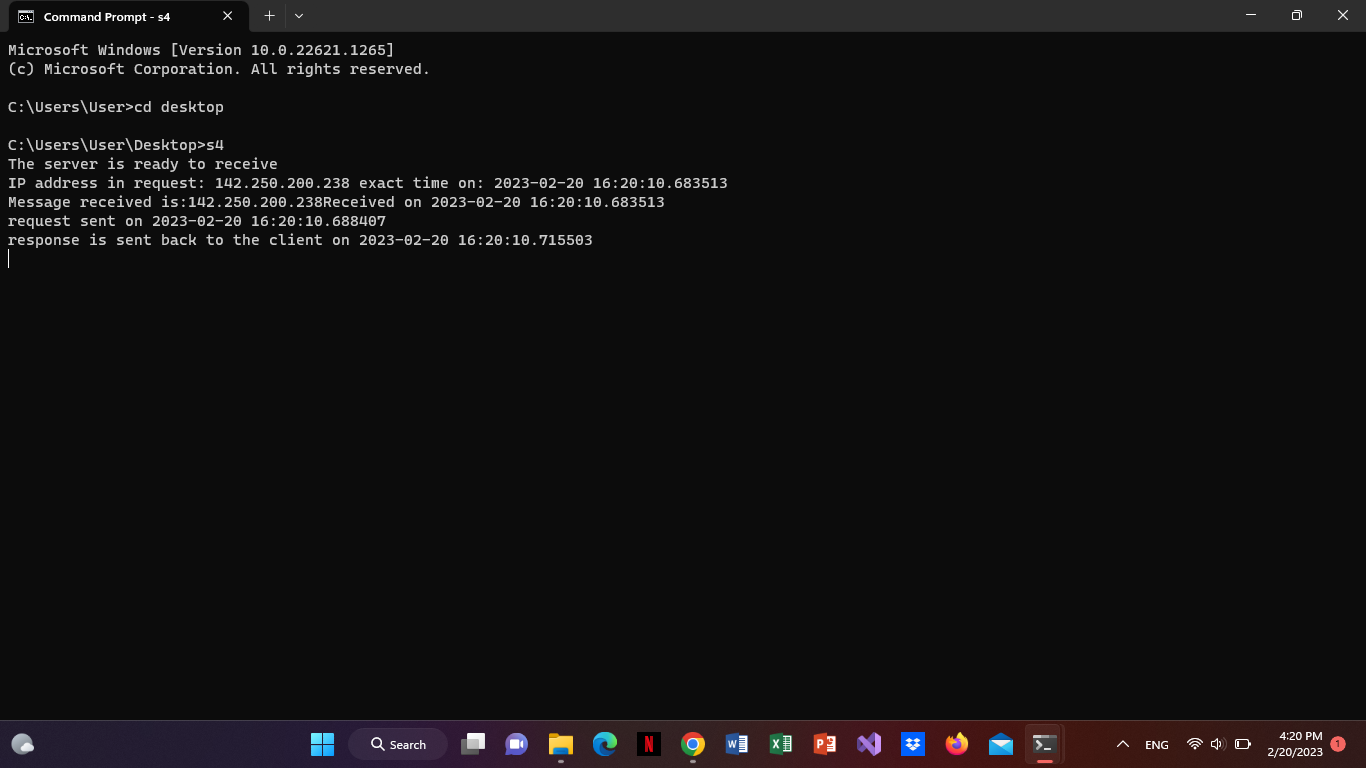 Command Prompt - s4
Microsoft Windows [Version 10.0.22621.1265]
(c) Microsoft Corporation. All rights reserved.
C:\Users\User>cd desktop
C:\Users\User\Desktop>s4
The server is ready to receive
IP address in request: 142.250.200.238 exact time on: 2023-02-20 16:20:10.683513
Message received is:142.250.200.238Received on 2023-02-20 16:20:10.683513
request sent on 2023-02-20 16:20:10.688407
response is sent back to the client on 2023-02-20 16:20:10.715503
Search
ENG
4:20 PM
2/20/2023
1